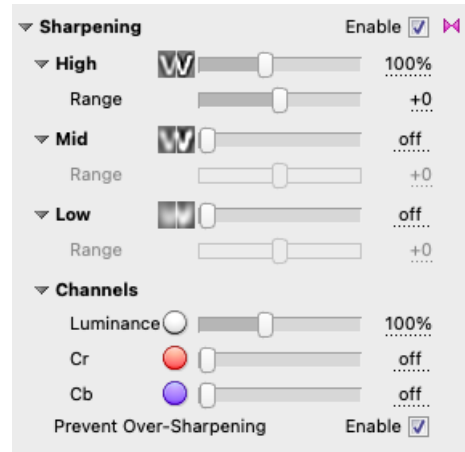 Sharpening Enable
High 100%
Range +0
Mid off
Range +0
Low off
Range +0
Channels
Luminance 100%
Cr off
Cb off
Prevent Over-Sharpening Enable